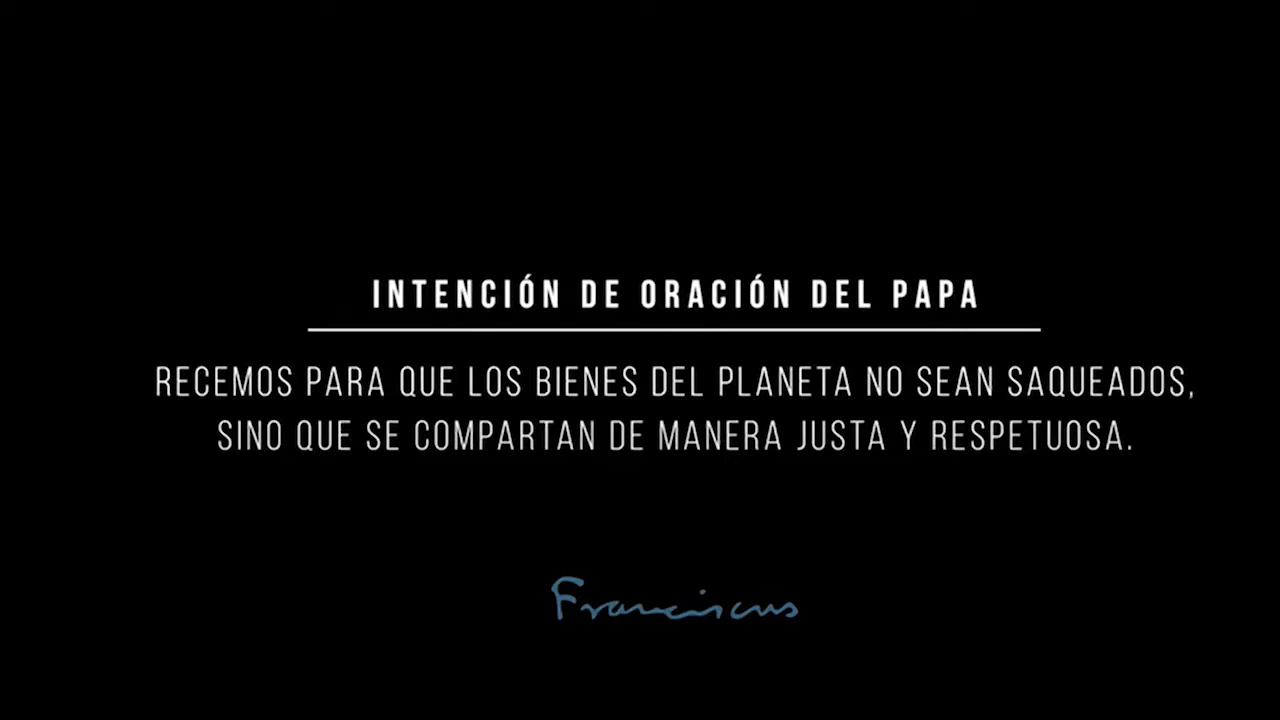 INTENCIÓN DE ORACIÓN DEL PAPA
RECEMOS PARA QUE LOS BIENES DEL PLANETA NO SEAN SAQUEADOS,
SINO QUE SE COMPARTAN DE MANERA JUSTA Y RESPETUOSA.
Franciscus